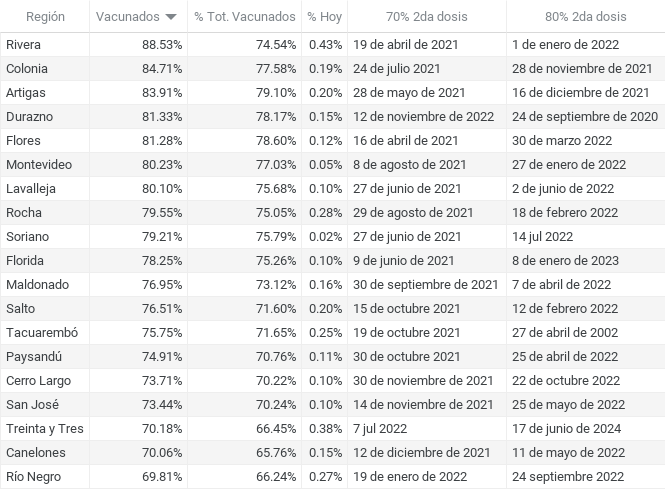 Región Vacunados % Tot. Vacunados % Hoy 70% 2da dosis 80% 2da dosis
Rivera 88.53% 74.54% 0.43% 19 de abril de 2021 1 de enero de 2022
Colonia 84.71% 77.58% 0.19% 24 de julio 2021 28 de noviembre de 2021
Artigas 83.91% 79.10% 0.20% 28 de mayo de 2021 16 de diciembre de 2021
Durazno 81.33% 78.17% 0.15% 12 de noviembre de 2022 24 de septiembre de 2020
Flores 81.28% 78.60% 0.12% 16 de abril de 2021 30 de marzo 2022
Montevideo 80.23% 77.03% 0.05% 8 de agosto de 2021 27 de enero de 2022
Lavalleja 80.10% 75.68% 0.10% 27 de junio de 2021 2 de junio de 2022
Rocha 79.55% 75.05% 0.28% 29 de agosto de 2021 18 de febrero 2022
Soriano 79.21% 75.79% 0.02% 27 de junio de 2021 14 jul 2022
Florida 78.25% 75.26% 0.10% 9 de junio de 2021 8 de enero de 2023
Maldonado 76.95% 73.12% 0.16% 30 de septiembre de 2021 7 de abril de 2022
Salto 76.51% 71.60% 0.20% 15 de octubre de 2021 12 de febrero de 2022
Tacuarembó 75.75% 71.65% 0.25% 19 de octubre de 2021 27 de abril de 2002
Paysandú 74.91% 70.76% 0.11% 30 de octubre de 2021 25 de abril de 2022
Cerro Largo 73.71% 70.22% 0.10% 30 de noviembre de 2021 22 de octubre 2022
San José 73.44% 70.24% 0.10% 14 de noviembre de 2021 25 de mayo de 2022
Treinta y Tres 70.18% 66.45% 0.38% 7 jul 2022 17 de junio de 2024
Canelones 70.06% 65.76% 0.15% 12 de diciembre de 2021 11 de mayo de 2022
Río Negro 69.81% 66.24% 0.27% 19 de enero de 2022 24 septiembre 2022